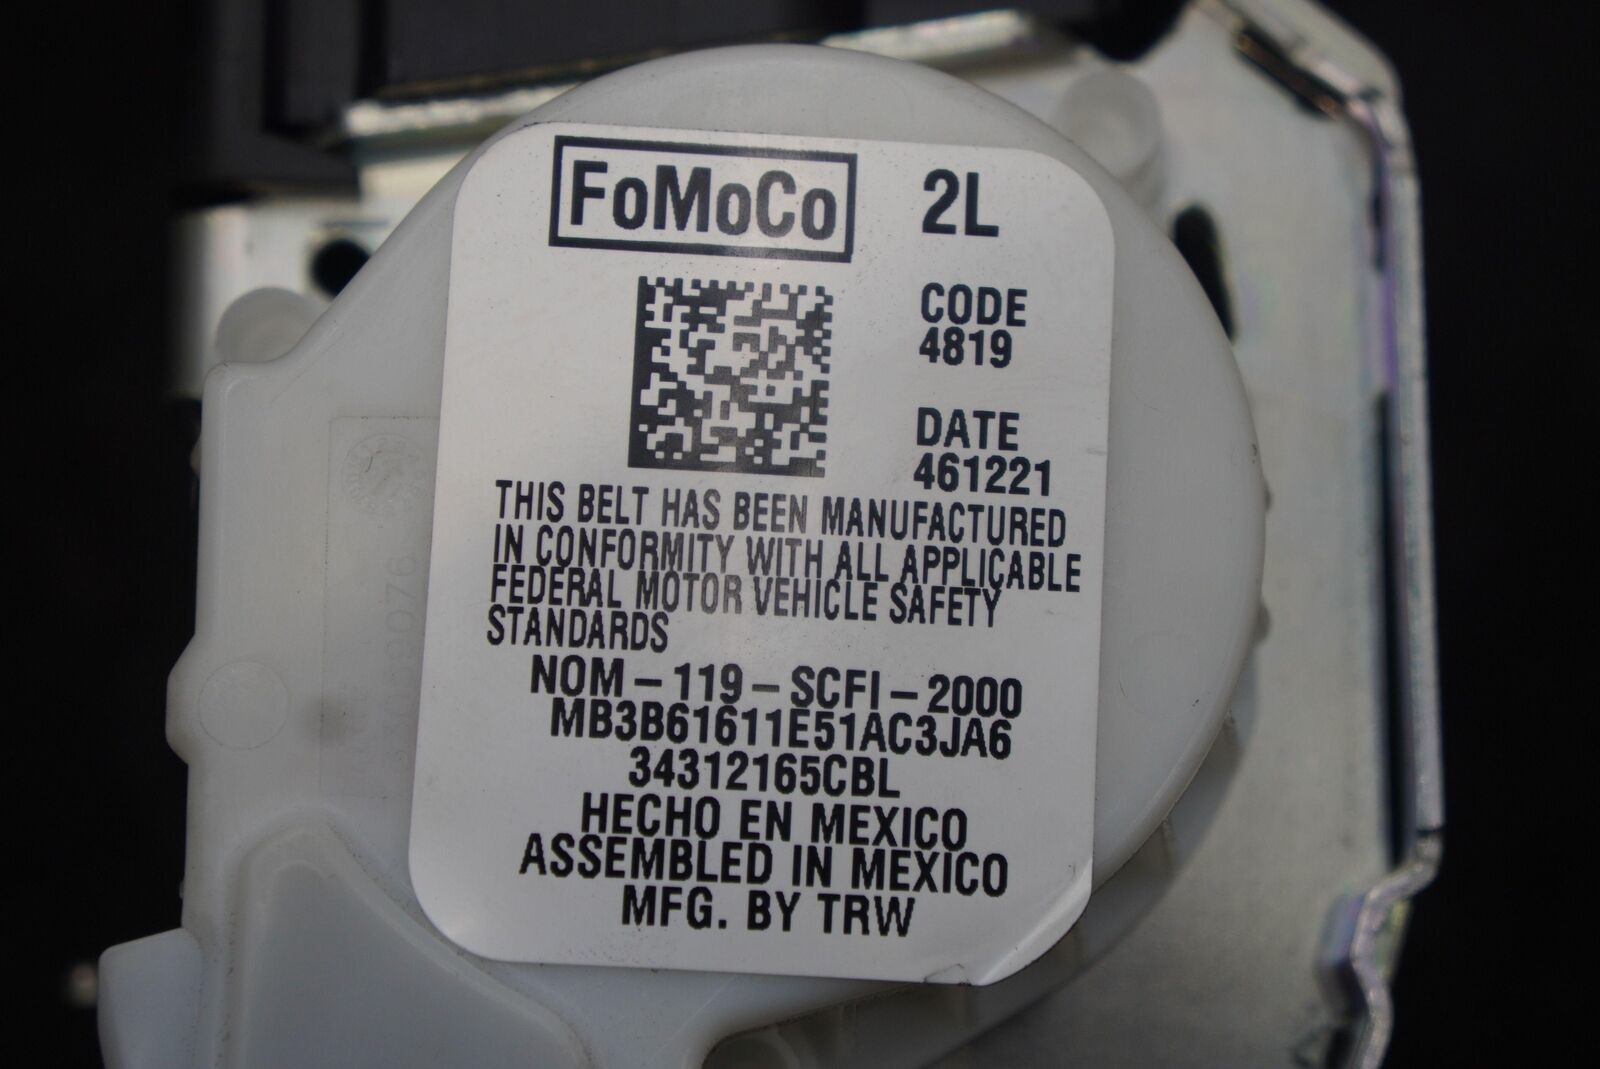 FoMoCo 2L
CODE
4819
DATE
461221
THIS BELT HAS BEEN MANUFACTURED
IN CONFORMITY WITH ALL APPLICABLE
FEDERAL MOTOR VEHICLE SAFETY
STANDARDS
NOM-119-SCFI-2000
MB3B61611E51AC3JA6
34312165CBL
HECHO EN MEXICO
ASSEMBLED IN MEXICO
MFG. BY TRW